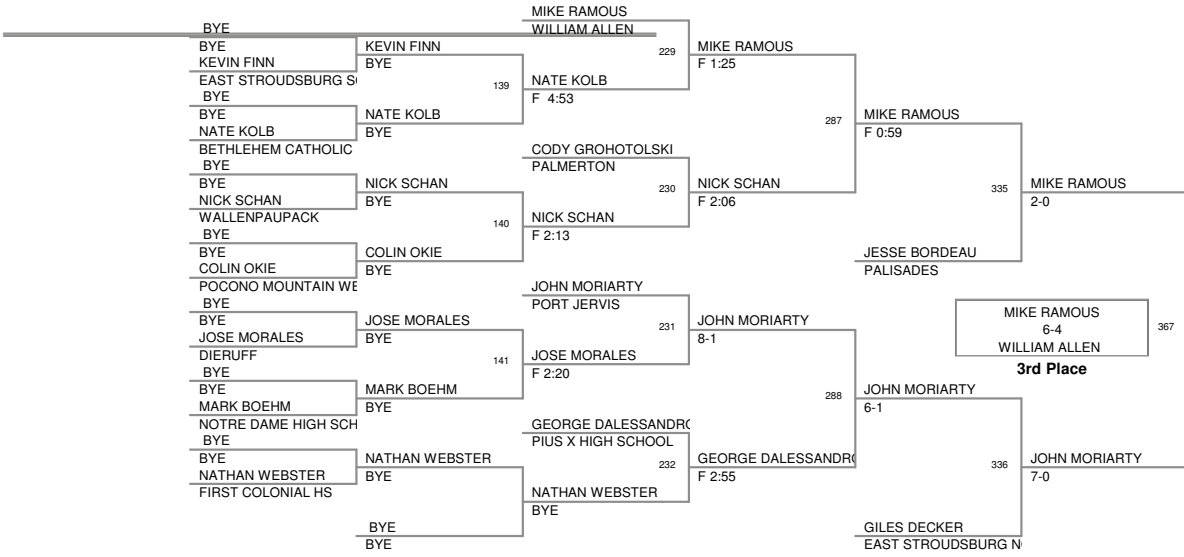 BYE
BYE
KEVIN FINN
EAST STROUDSBURG S
BYE
BYE
NATE KOLB
BETHLEHEM CATHOLIC
BYE
BYE
NICK SCHAN
WALLENPAUPACK
BYE
BYE
COLIN OKIE
POCONO MOUNTAIN WE
BYE
BYE
JOSE MORALES
DIERUFF
BYE
BYE
MARK BOEHM
NOTRE DAME HIGH SCH
BYE
BYE
NATHAN WEBSTER
FIRST COLONIAL HS
KEVIN FINN
BYE
139
NATE KOLB
BYE
NICK SCHAN
BYE
140
COLIN OKIE
BYE
JOSE MORALES
BYE
141
MARK BOEHM
BYE
NATHAN WEBSTER
BYE
BYE
BYE
MIKE RAMOUS
WILLIAM ALLEN
229
NATE KOLB
F 4:53
CODY GROHOTOLSKI
PALMERTON
230
NICK SCHAN
F 2:13
JOHN MORIARTY
PORT JERVIS
231
JOSE MORALES
F 2:20
GEORGE DALESSANDRO
PIUS X HIGH SCHOOL
232
NATHAN WEBSTER
BYE
MIKE RAMOUS
F 1:25
287
NICK SCHAN
F 2:06
JOHN MORIARTY
8-1
288
GEORGE DALESSANDRO
F 2:55
MIKE RAMOUS
F 0:59
335
JESSE BORDEAU
PALISADES
JOHN MORIARTY
6-1
336
GILES DECKER
EAST STROUDSBURG N
MIKE RAMOUS
2-0
MIKE RAMOUS
6-4
WILLIAM ALLEN
367
3rd Place
JOHN MORIARTY
7-0